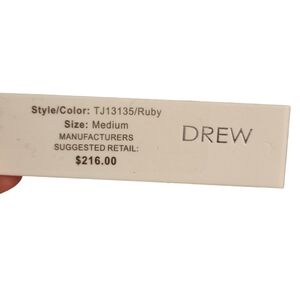 Style/Color: TJ13135/Ruby
Size: Medium
MANUFACTURERS
SUGGESTED RETAIL:
$216.00
DREW